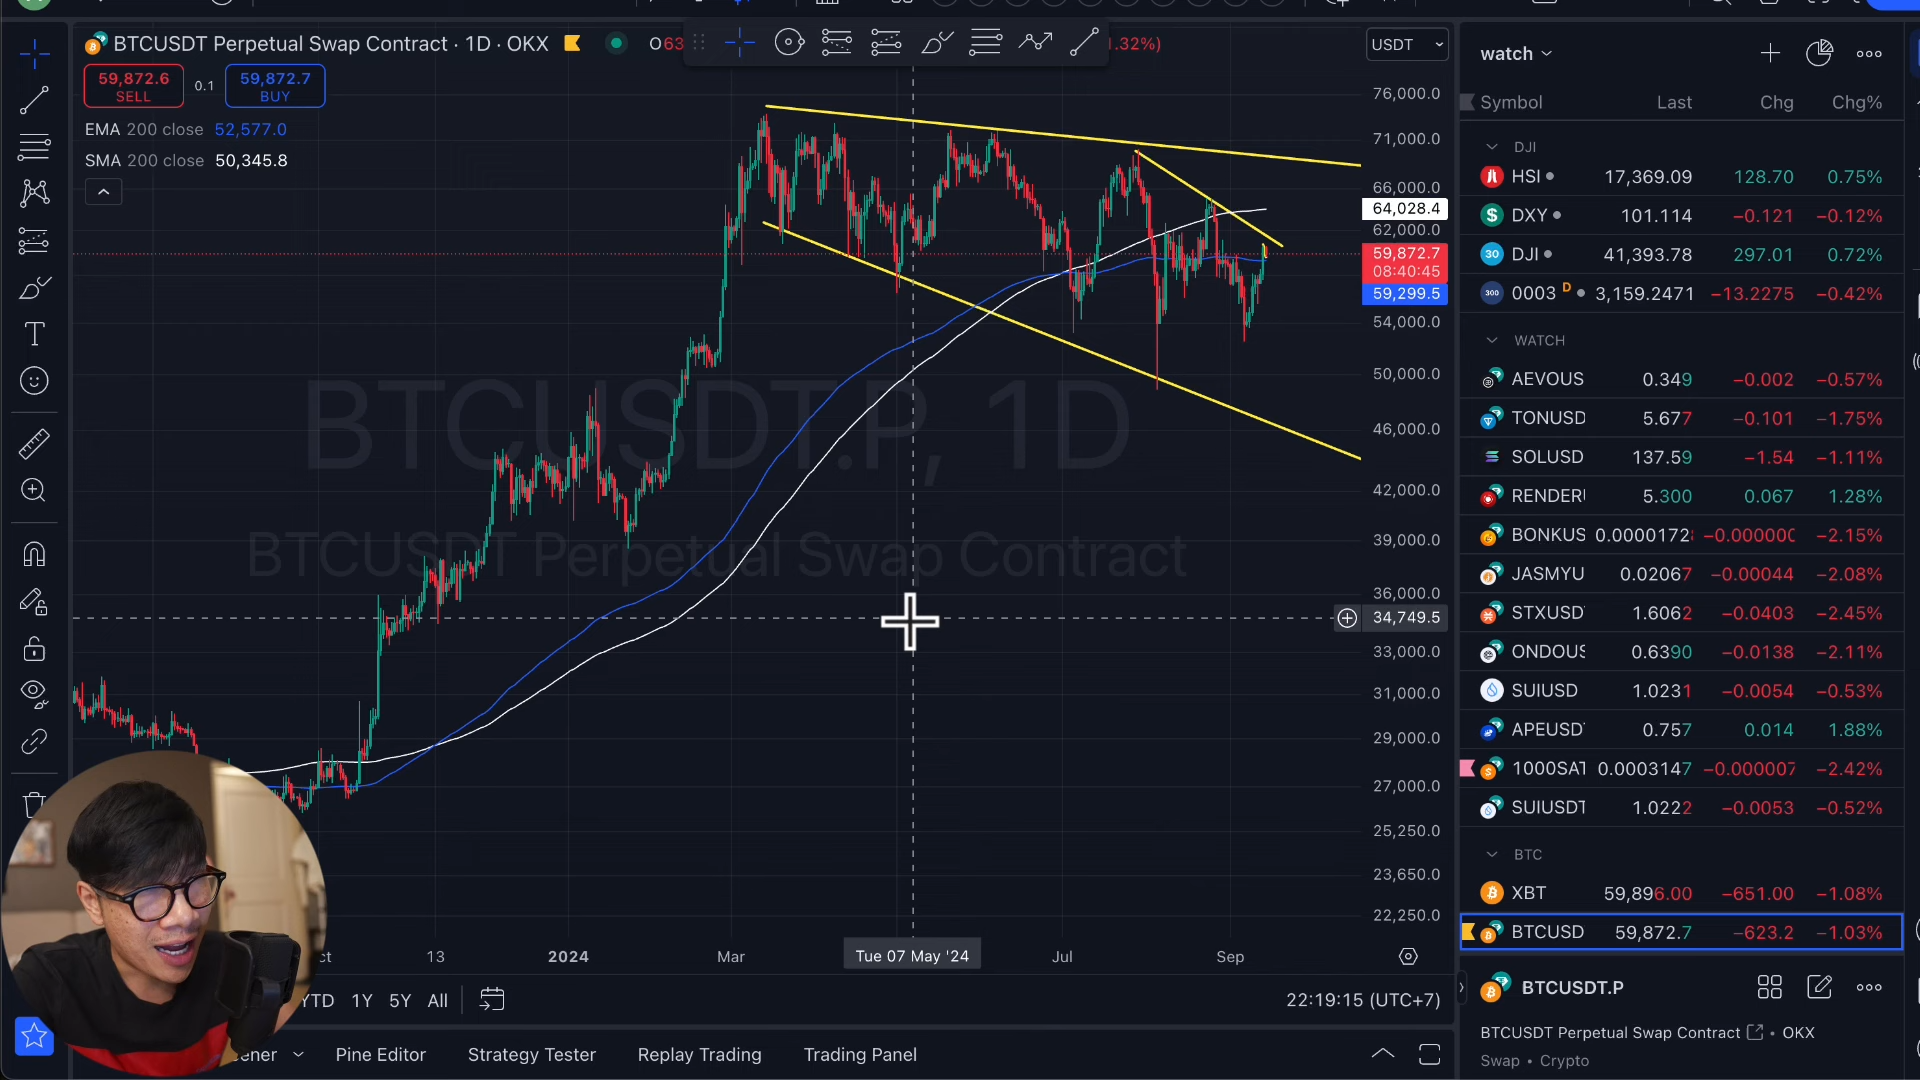 BTCUSDT Perpetual Swap Contract · 1D · OKX
O63
1.32%)
USDT
59,872.6
SELL
0.1
59,872.7
BUY
EMA 200 close 52,577.0
SMA 200 close 50,345.8
BTCUSDT.P, 1D
BTCUSDT Perpetual Swap Contract
76,000.0
71,000.0
66,000.0
64,028.4
62,000.0
59,872.7
08:40:45
59,299.5
54,000.0
50,000.0
46,000.0
42,000.0
39,000.0
36,000.0
34,749.5
33,000.0
31,000.0
29,000.0
27,000.0
25,250.0
23,650.0
22,250.0
ct 13 2024 Mar Tue 07 May '24 Jul Sep
YTD 1Y 5Y All
22:19:15 (UTC+7)
ener Pine Editor Strategy Tester Replay Trading Trading Panel
watch
Symbol Last Chg Chg%
DJI
HSI 17,369.09 128.70 0.75%
DXY 101.114 −0.121 −0.12%
DJI 41,393.78 297.01 0.72%
0003 D 3,159.2471 −13.2275 −0.42%
WATCH
AEVOUS 0.349 −0.002 −0.57%
TONUSD 5.677 −0.101 −1.75%
SOLUSD 137.59 −1.54 −1.11%
RENDER 5.300 0.067 1.28%
BONKUS 0.0000172 −0.000000 −2.15%
JASMYU 0.02067 −0.00044 −2.08%
STXUSD 1.6062 −0.0403 −2.45%
ONDOUS 0.6390 −0.0138 −2.11%
SUIUSD 1.0231 −0.0054 −0.53%
APEUSD 0.757 0.014 1.88%
1000SAT 0.0003147 −0.000007 −2.42%
SUIUSDT 1.0222 −0.0053 −0.52%
BTC
XBT 59,896.00 −651.00 −1.08%
BTCUSD 59,872.7 −623.2 −1.03%
BTCUSDT.P
BTCUSDT Perpetual Swap Contract • OKX
Swap • Crypto